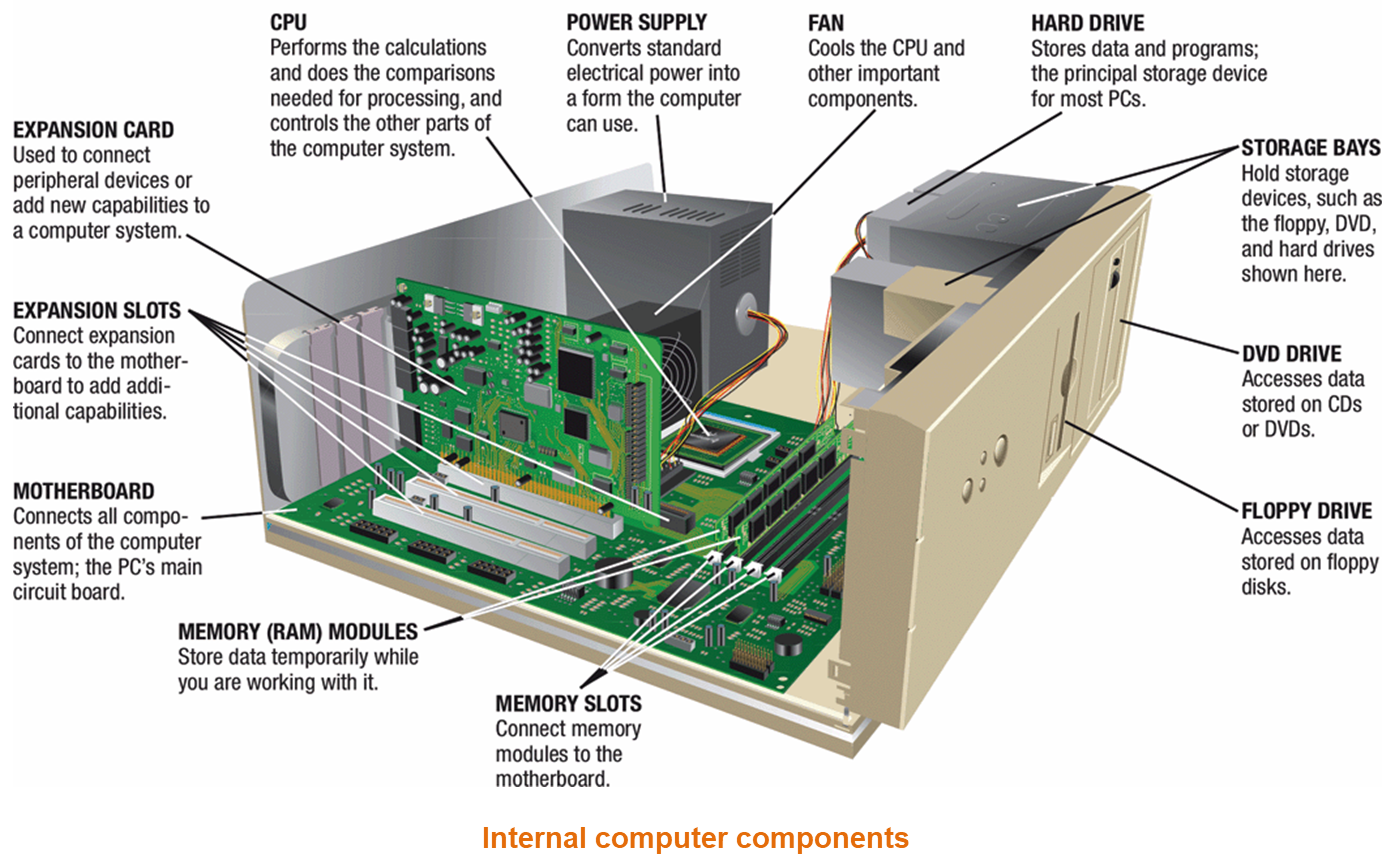 CPU
Performs the calculations
and does the comparisons
needed for processing, and
controls the other parts of
the computer system.
POWER SUPPLY
Converts standard
electrical power into
a form the computer
can use.
FAN
Cools the CPU and
other important
components.
HARD DRIVE
Stores data and programs;
the principal storage device
for most PCs.
EXPANSION CARD
Used to connect
peripheral devices or
add new capabilities to
a computer system.
STORAGE BAYS
Hold storage
devices, such as
the floppy, DVD,
and hard drives
shown here.
EXPANSION SLOTS
Connect expansion
cards to the mother-
board to add addi-
tional capabilities.
DVD DRIVE
Accesses data
stored on CDs
or DVDs.
MOTHERBOARD
Connects all compo-
nents of the computer
system; the PC's main
circuit board.
FLOPPY DRIVE
Accesses data
stored on floppy
disks.
MEMORY (RAM) MODULES
Store data temporarily while
you are working with it.
MEMORY SLOTS
Connect memory
modules to the
motherboard.
Internal computer components